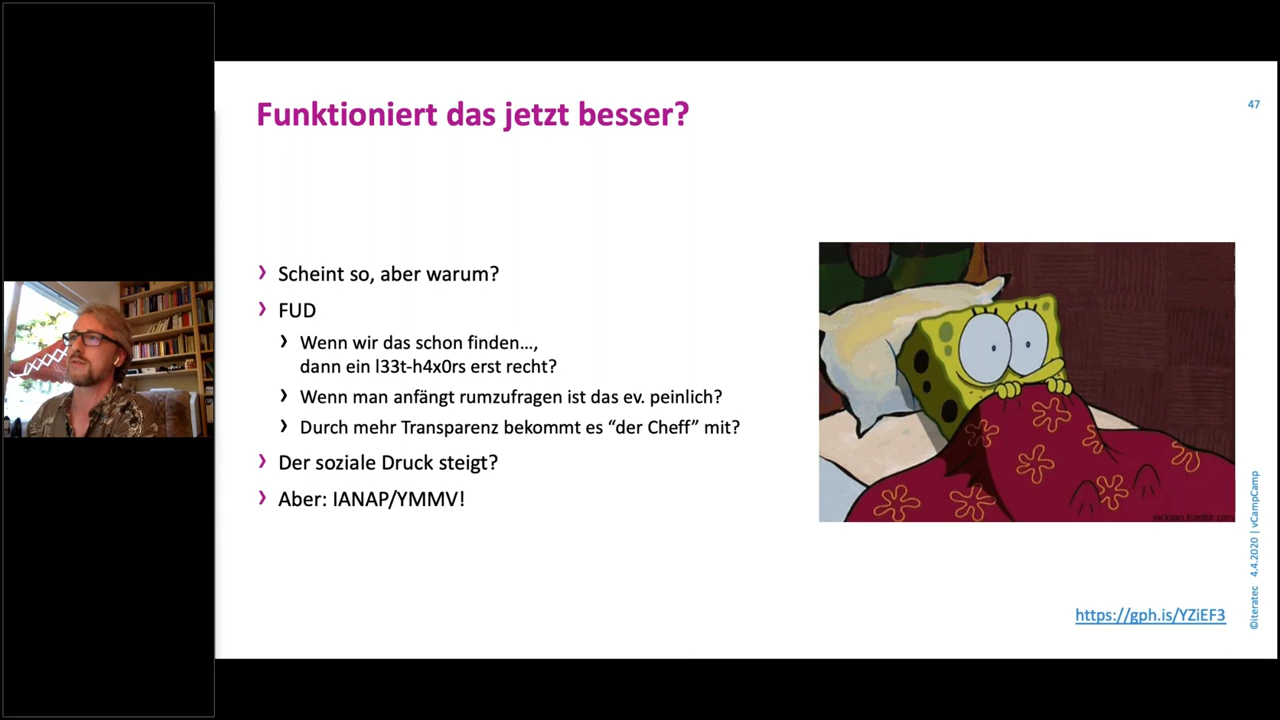 Funktioniert das jetzt besser?
47
Scheint so, aber warum?
FUD
Wenn wir das schon finden…,
dann ein l33t-h4x0rs erst recht?
Wenn man anfängt rumzufragen ist das ev. peinlich?
Durch mehr Transparenz bekommt es “der Cheff” mit?
Der soziale Druck steigt?
Aber: IANAP/YMMV!
https://gph.is/YZiEF3
©iteratec 4.4.2020 | vCampCamp